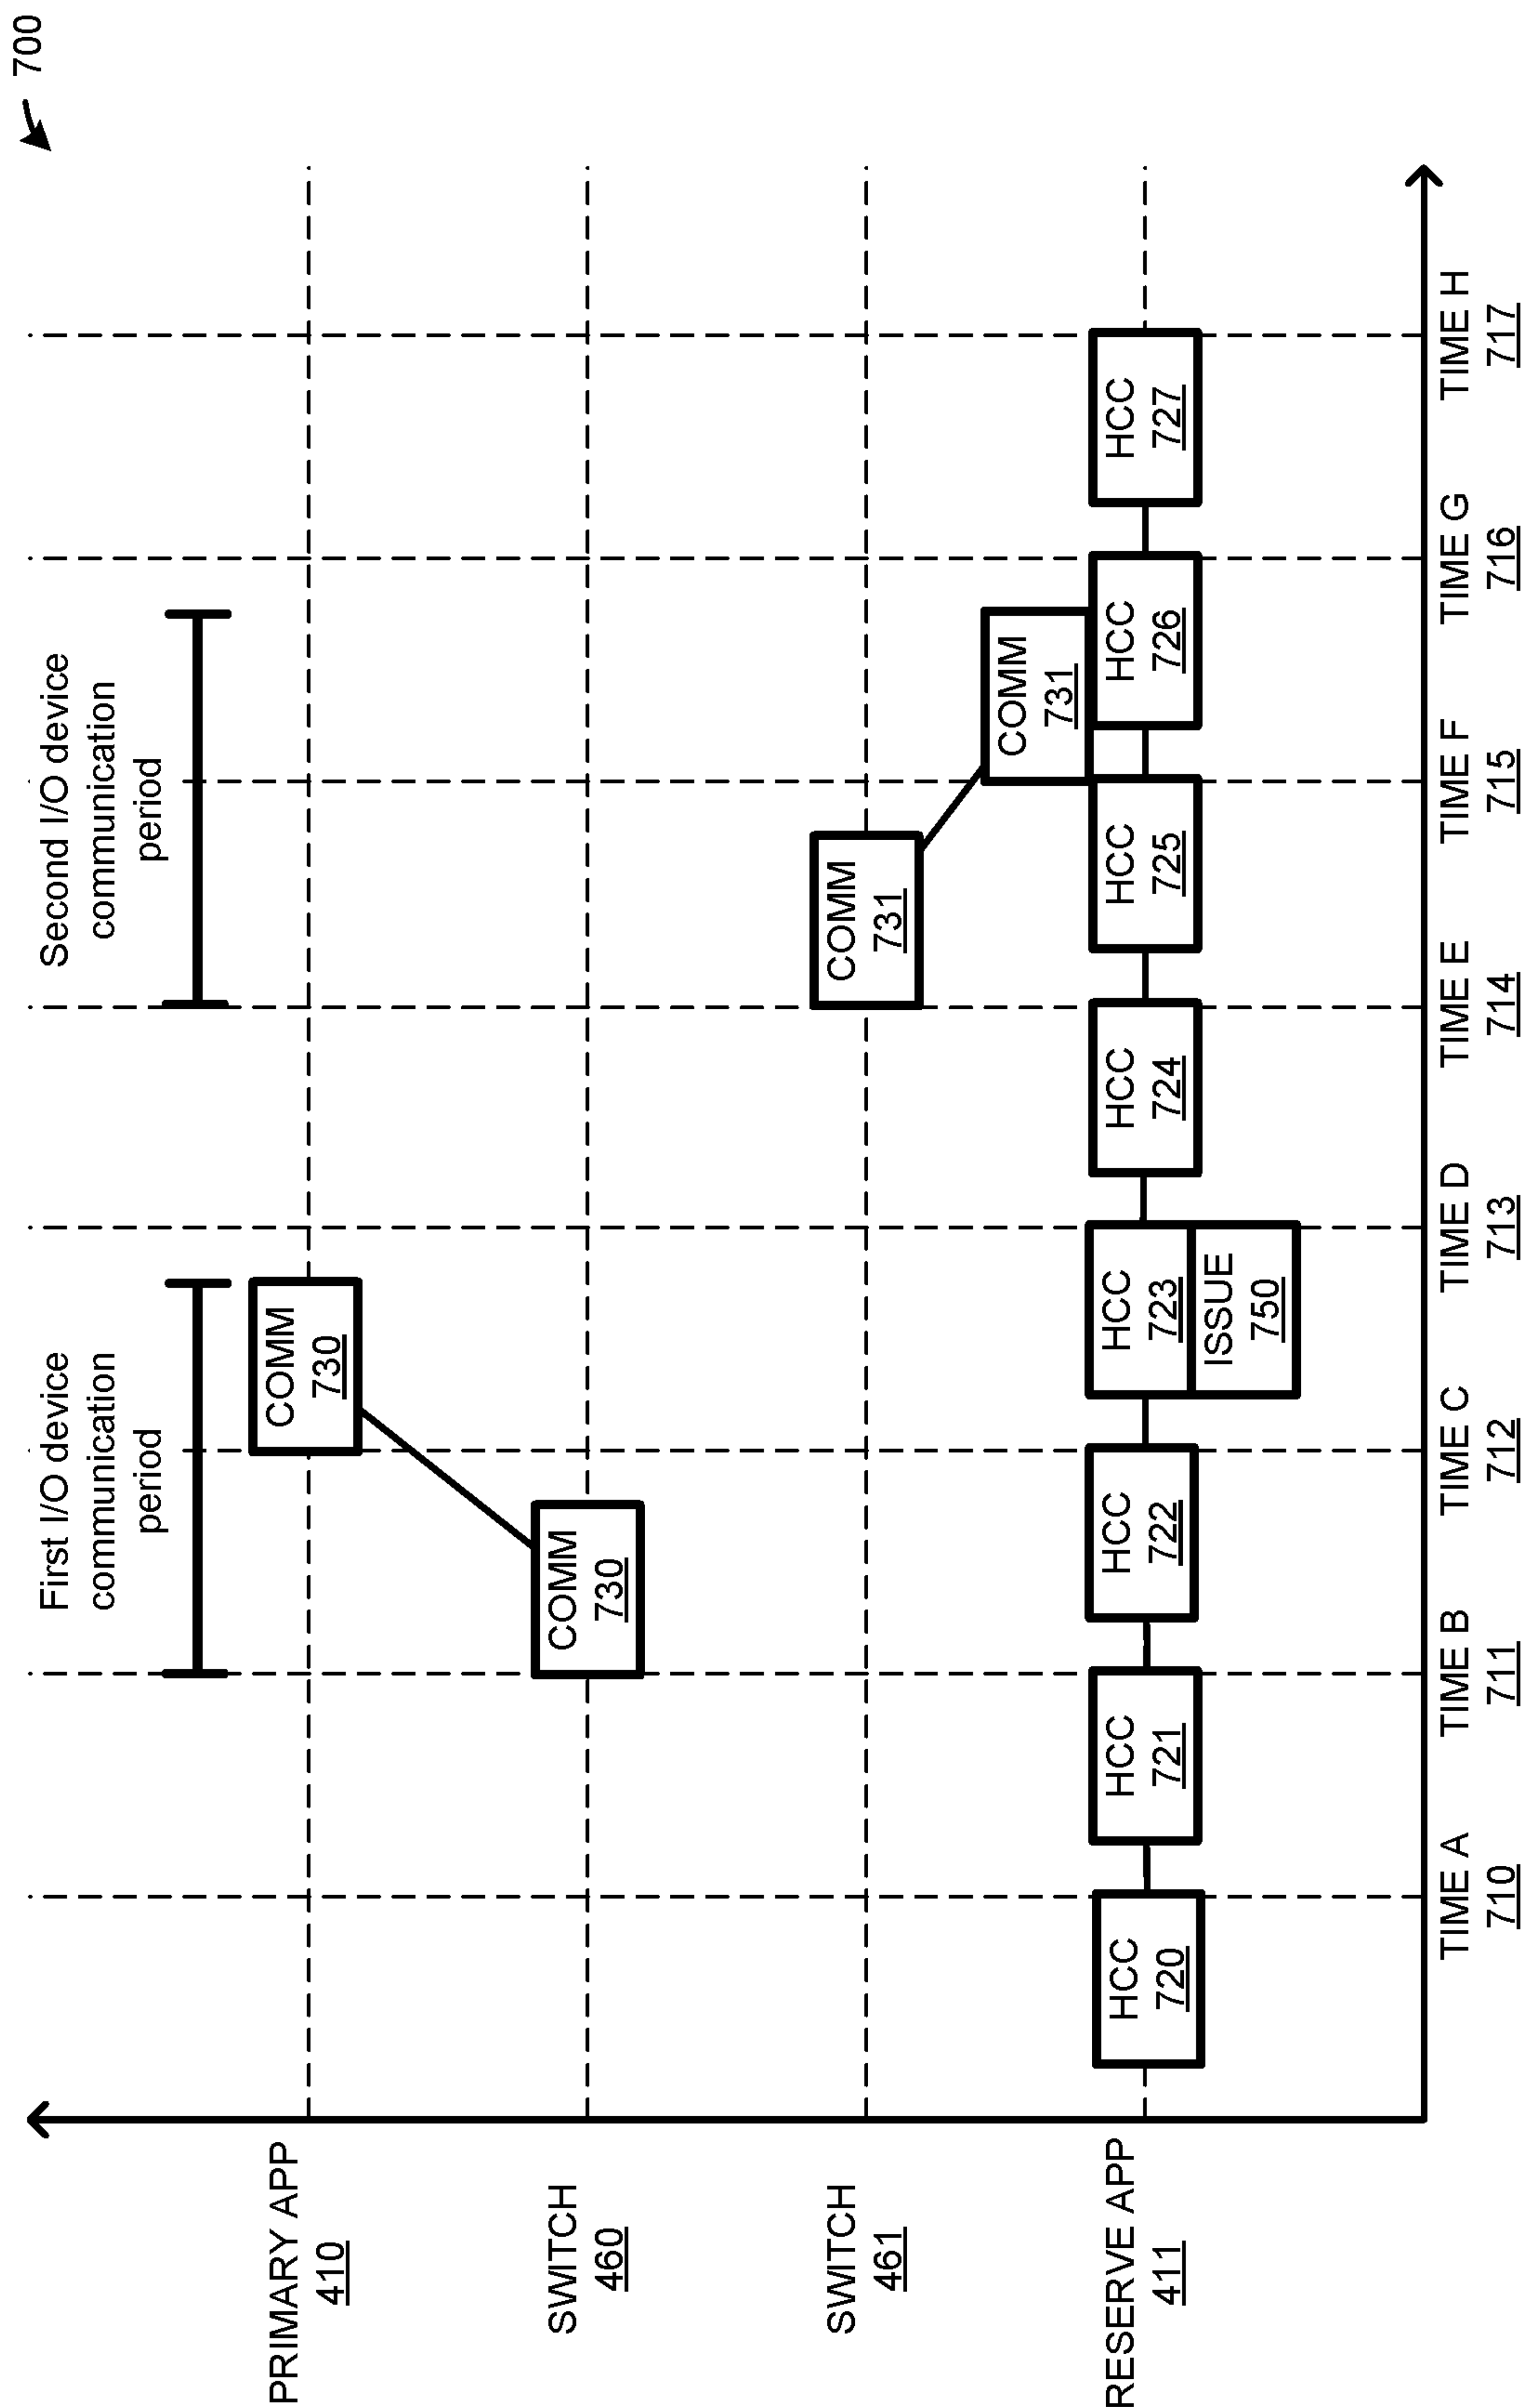 700
First I/O device
communication
period
Second I/O device
communication
period
PRIMARY APP
410
COMM
730
SWITCH
460
COMM
730
SWITCH
461
COMM
731
COMM
731
RESERVE APP
411
HCC
720
HCC
721
HCC
722
HCC
723
HCC
724
HCC
725
HCC
726
HCC
727
ISSUE
750
TIME A
710
TIME B
711
TIME C
712
TIME D
713
TIME E
714
TIME F
715
TIME G
716
TIME H
717